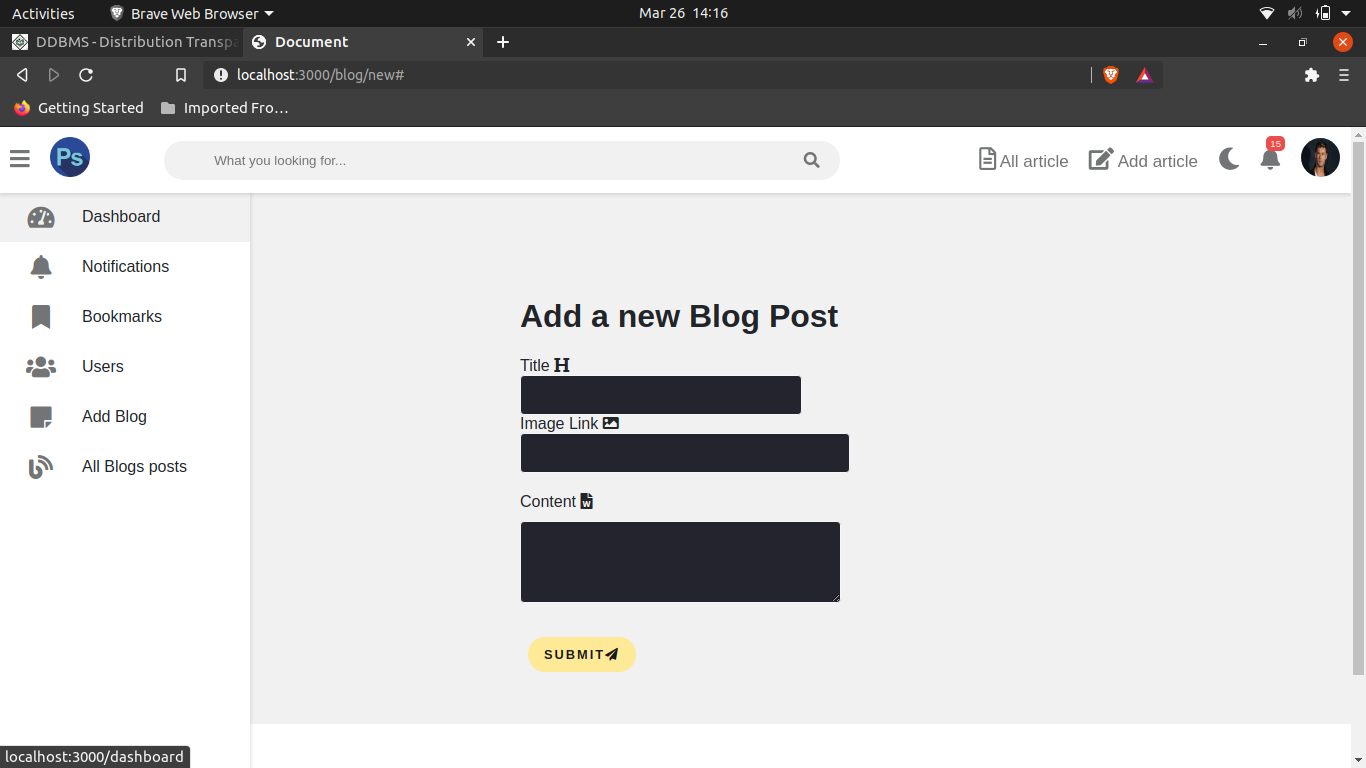 Activities
Brave Web Browser
Mar 26 14:16
DDBMS - Distribution Transpa
Document
localhost:3000/blog/new#
Getting Started
Imported Fro…
Ps
What you looking for...
All article
Add article
15
Dashboard
Notifications
Bookmarks
Users
Add Blog
All Blogs posts
Add a new Blog Post
Title H
Image Link
Content W
SUBMIT
localhost:3000/dashboard